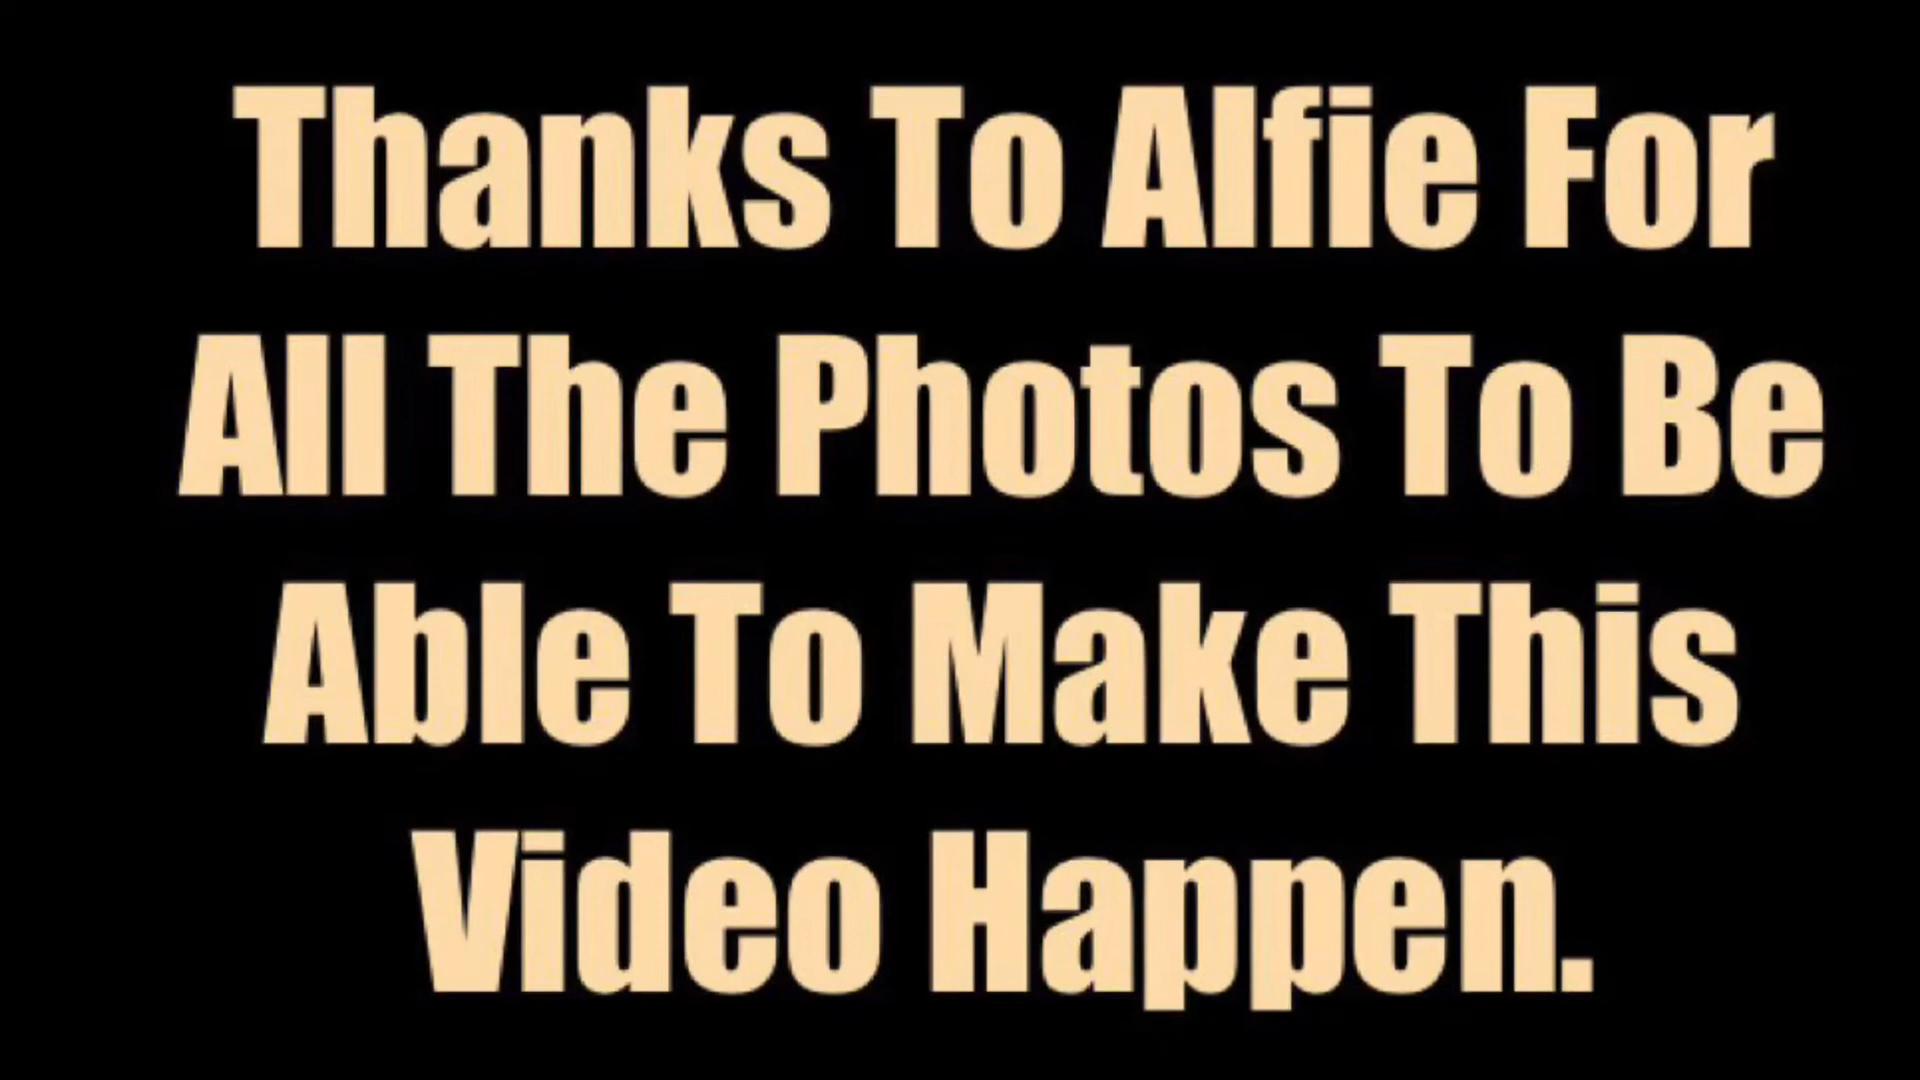 Thanks To Alfie For
All The Photos To Be
Able To Make This
Video Happen.